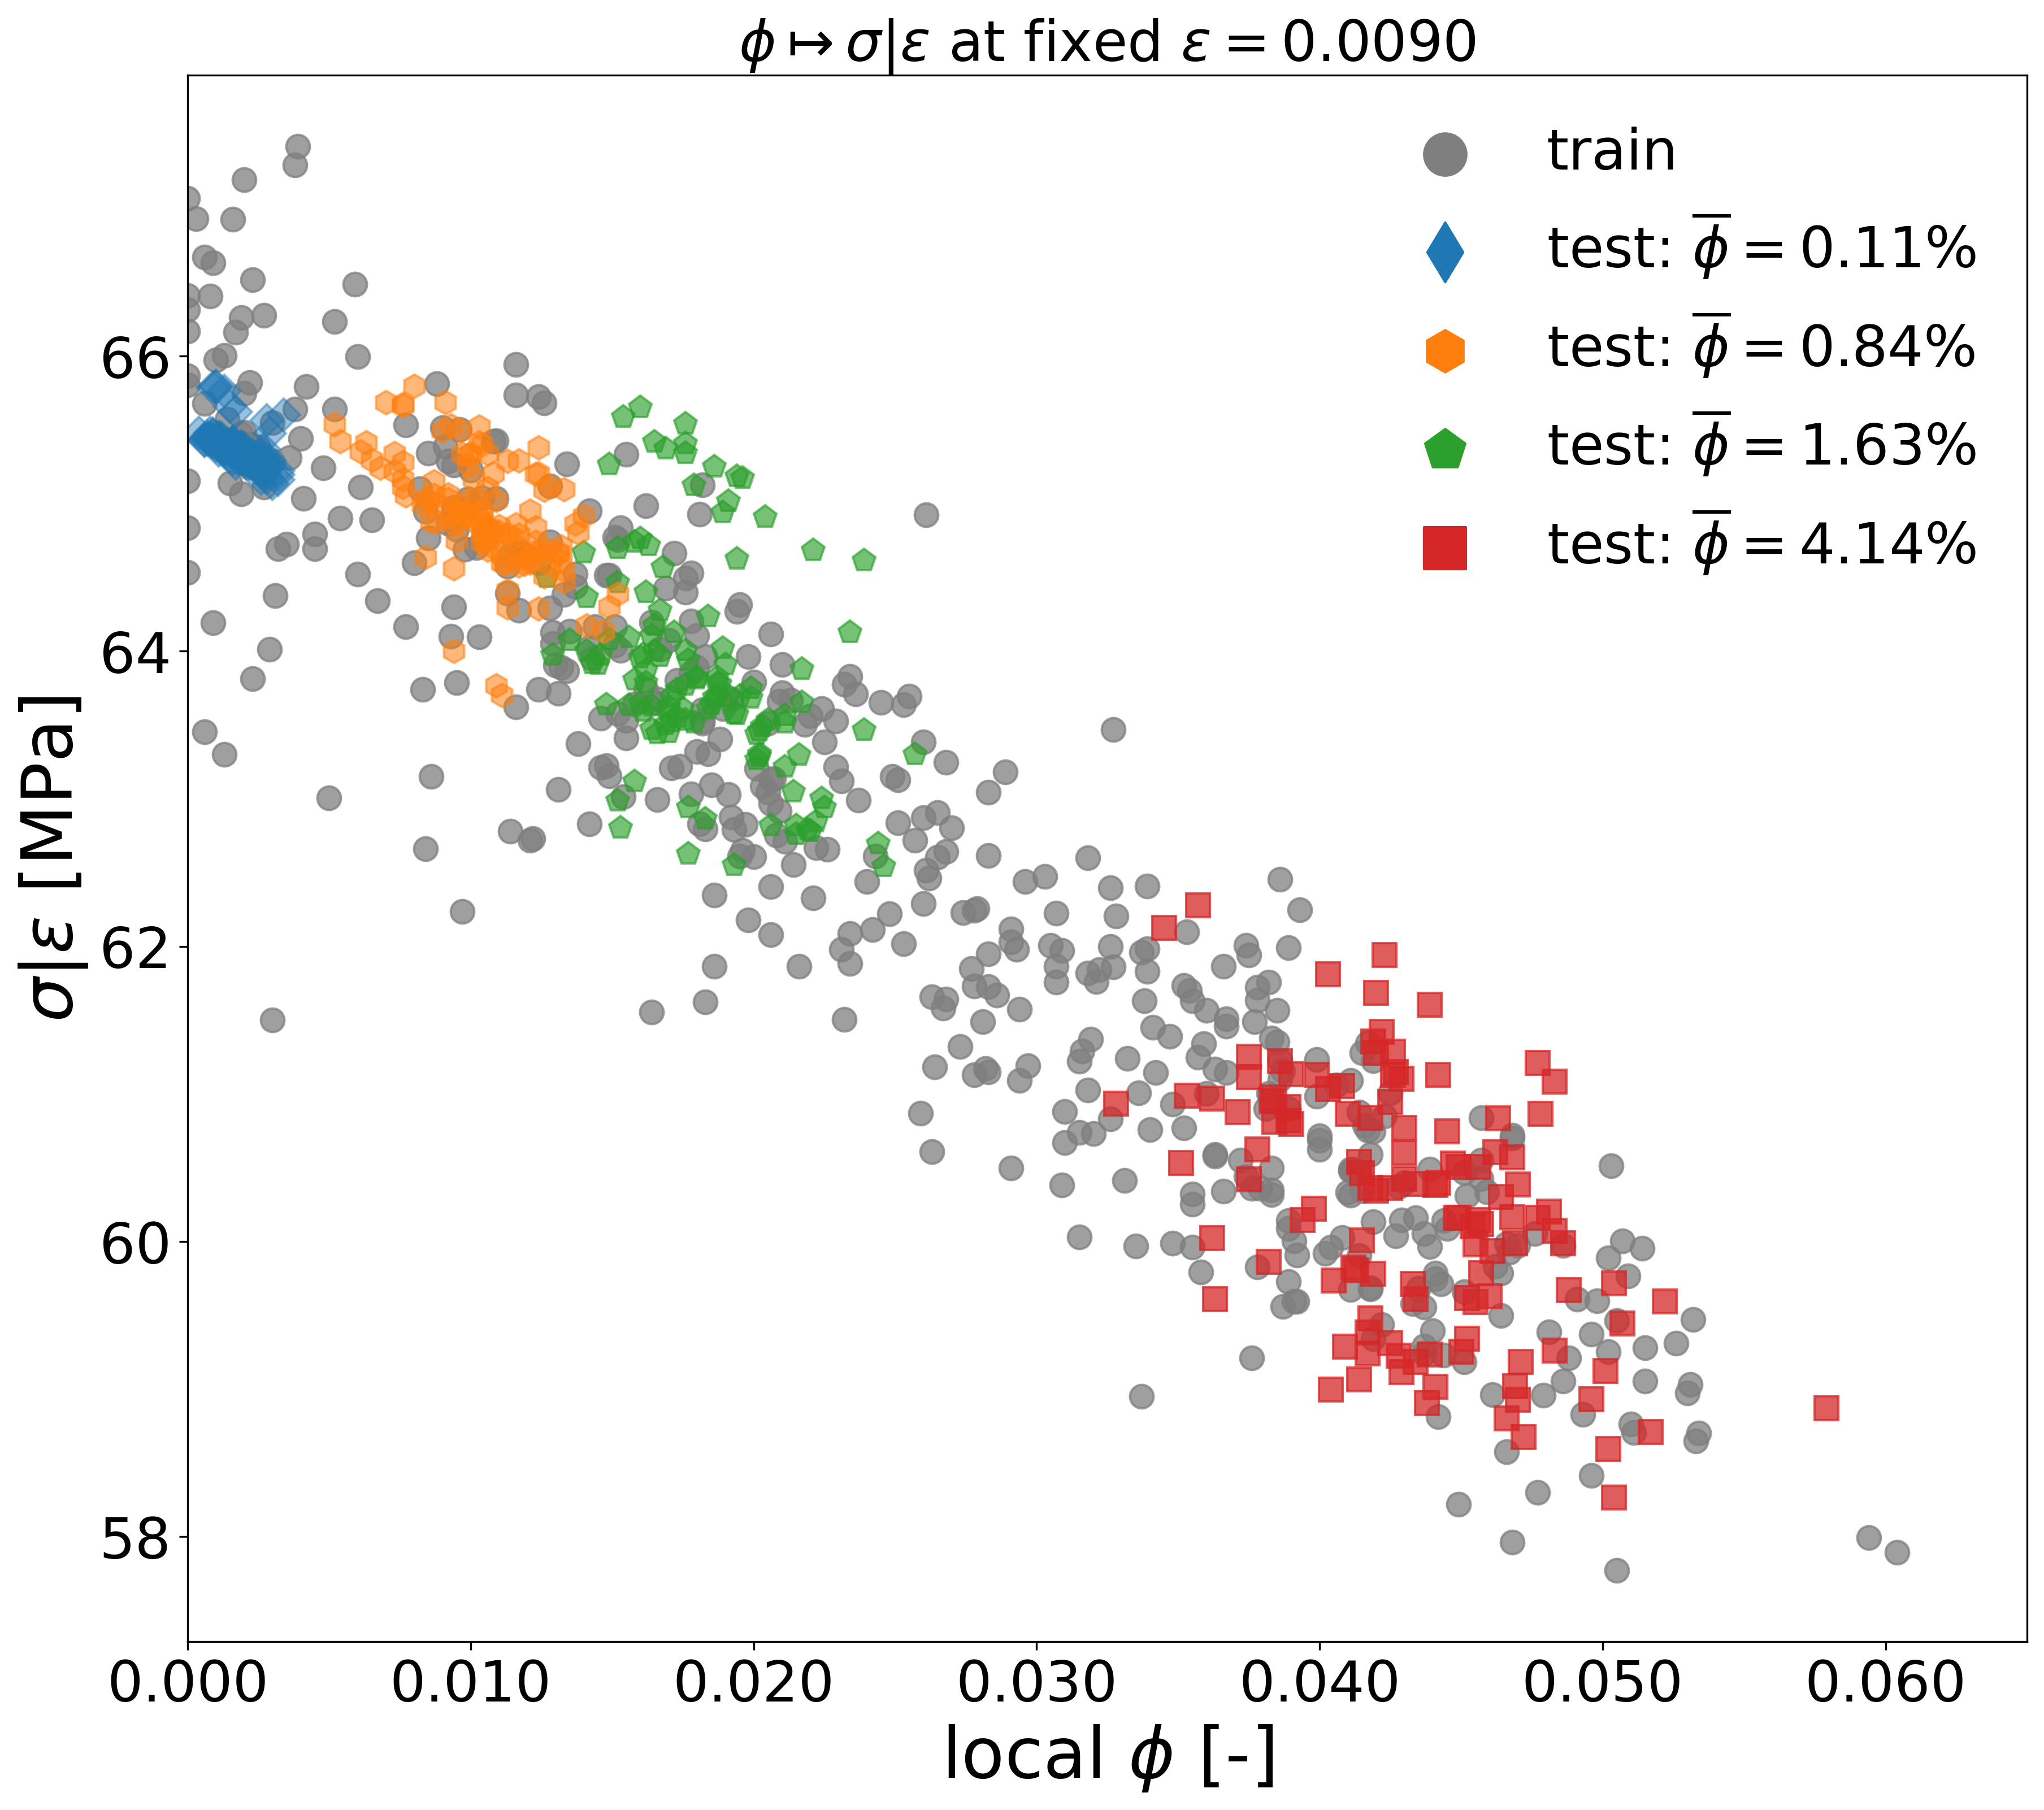 ϕ ↦ σ|ε at fixed ε = 0.0090
train
test: ϕ̅ = 0.11%
test: ϕ̅ = 0.84%
test: ϕ̅ = 1.63%
test: ϕ̅ = 4.14%
σ|ε [MPa]
66
64
62
60
58
0.000 0.010 0.020 0.030 0.040 0.050 0.060
local ϕ [-]